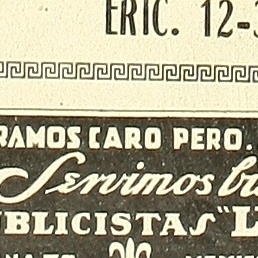 ERIC. 12-3
RAMOS CARO PERO.
Servimos bi
UBLICISTAS "L